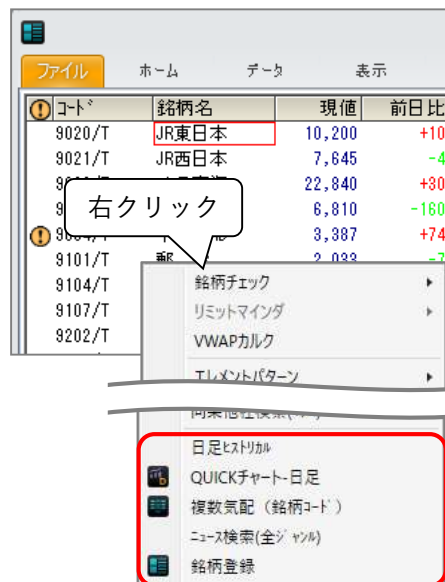 ファイル ホーム データ 表示
コード 銘柄名 現値 前日比
9020/T JR東日本 10,200 +10
9021/T JR西日本 7,645 -4
22,840 +30
6,810 -160
3,387 +74
右クリック
9101/T 郵 2,033 -7
9104/T
9107/T
9202/T
銘柄チェック
リミットマインダ
VWAPカルク
エレメントパターン
日足ヒストリカル
QUICKチャート-日足
複数気配（銘柄コード）
ニュース検索(全ジャンル)
銘柄登録